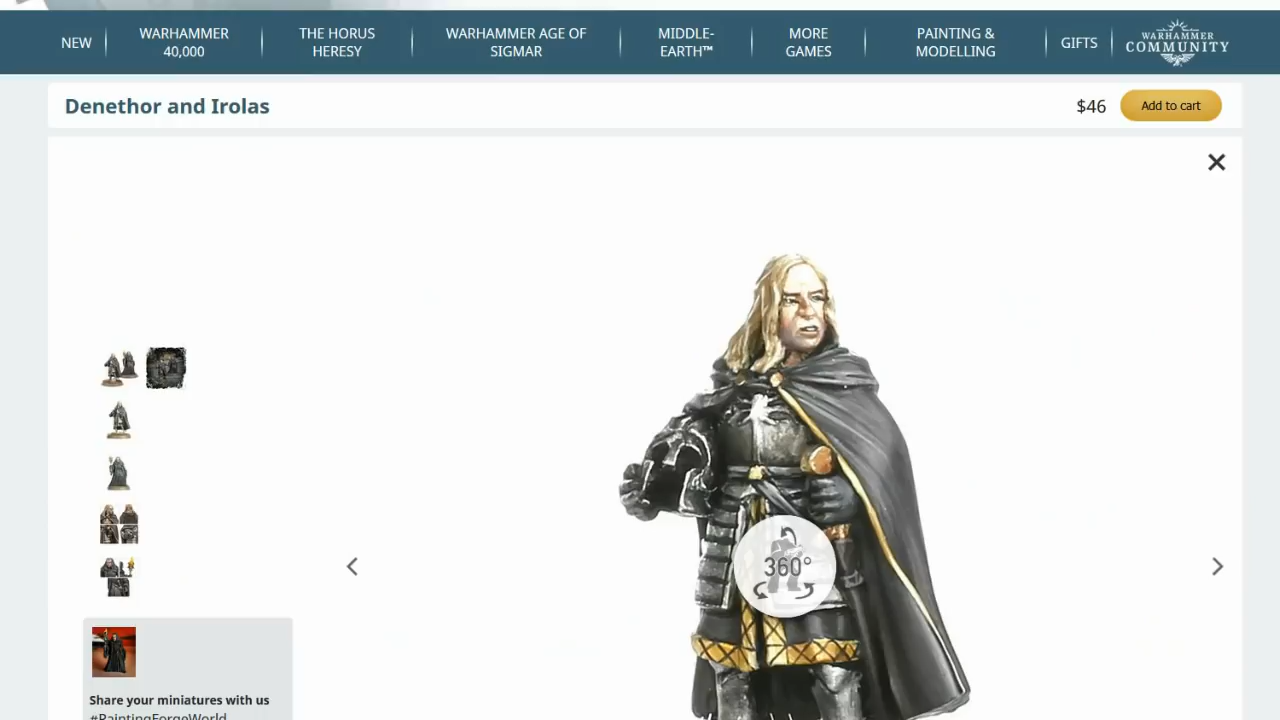 NEW
WARHAMMER
40,000
THE HORUS
HERESY
WARHAMMER AGE OF
SIGMAR
MIDDLE-
EARTH™
MORE
GAMES
PAINTING &
MODELLING
GIFTS
WARHAMMER
COMMUNITY
Denethor and Irolas
$46
Add to cart
360°
Share your miniatures with us
#PaintingForgeWorld